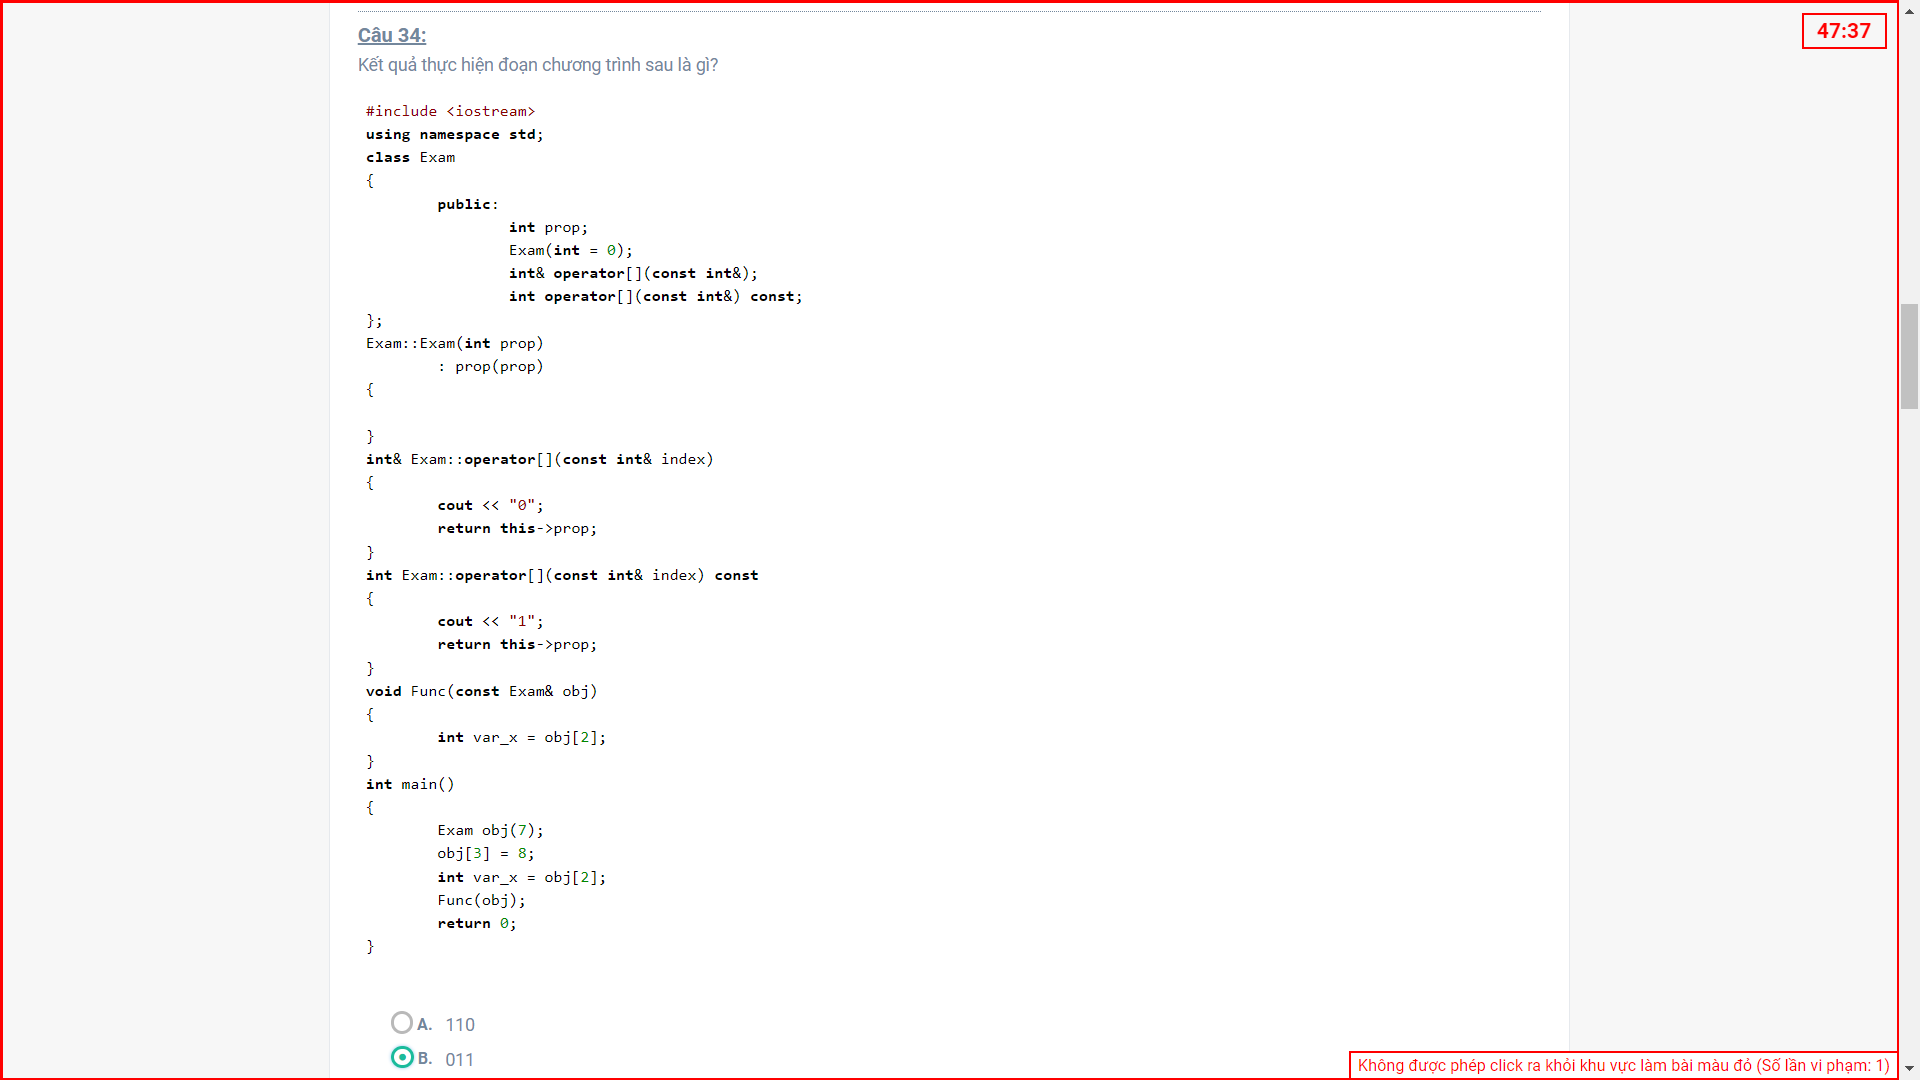 47:37
Câu 34:
Kết quả thực hiện đoạn chương trình sau là gì?
#include <iostream>
using namespace std;
class Exam
{
        public:
                int prop;
                Exam(int = 0);
                int& operator[](const int&);
                int operator[](const int&) const;
};
Exam::Exam(int prop)
        : prop(prop)
{

}
int& Exam::operator[](const int& index)
{
        cout << "0";
        return this->prop;
}
int Exam::operator[](const int& index) const
{
        cout << "1";
        return this->prop;
}
void Func(const Exam& obj)
{
        int var_x = obj[2];
}
int main()
{
        Exam obj(7);
        obj[3] = 8;
        int var_x = obj[2];
        Func(obj);
        return 0;
}
A. 110
B. 011
Không được phép click ra khỏi khu vực làm bài màu đỏ (Số lần vi phạm: 1)